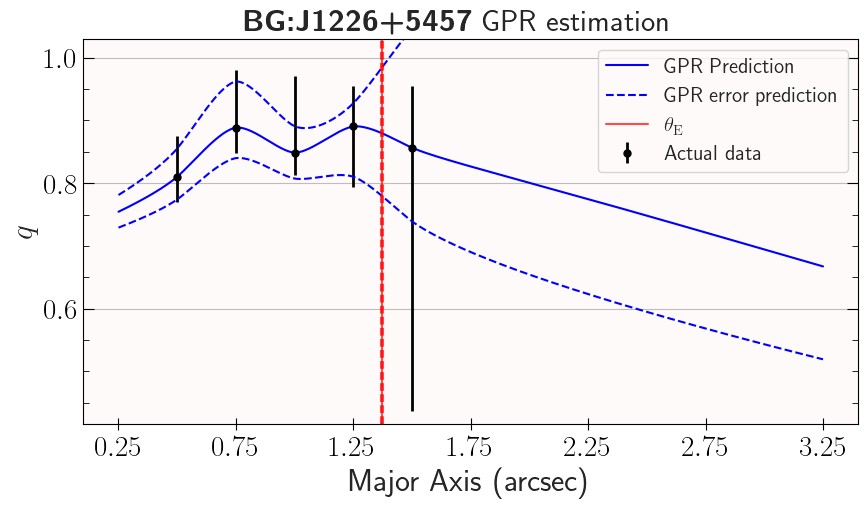 BG:J1226+5457 GPR estimation
1.0
0.8
0.6
q
GPR Prediction
GPR error prediction
θE
Actual data
0.25 0.75 1.25 1.75 2.25 2.75 3.25
Major Axis (arcsec)